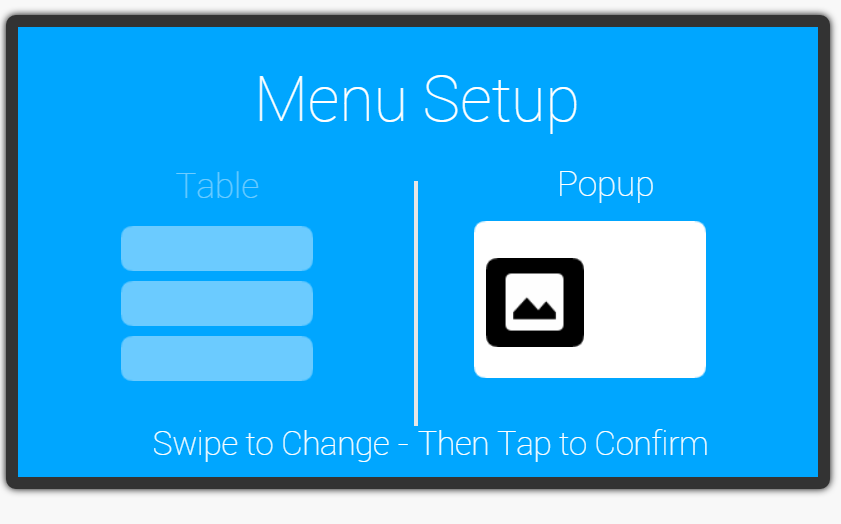 Menu Setup
Table
Popup
Swipe to Change - Then Tap to Confirm